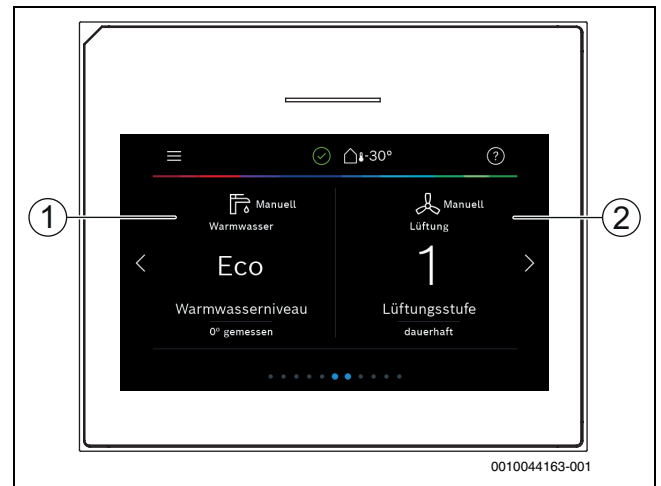 -30° ?
Manuell Manuell
Warmwasser Lüftung
1 2
Eco 1
Warmwasserniveau Lüftungsstufe
0° gemessen dauerhaft
0010044163-001